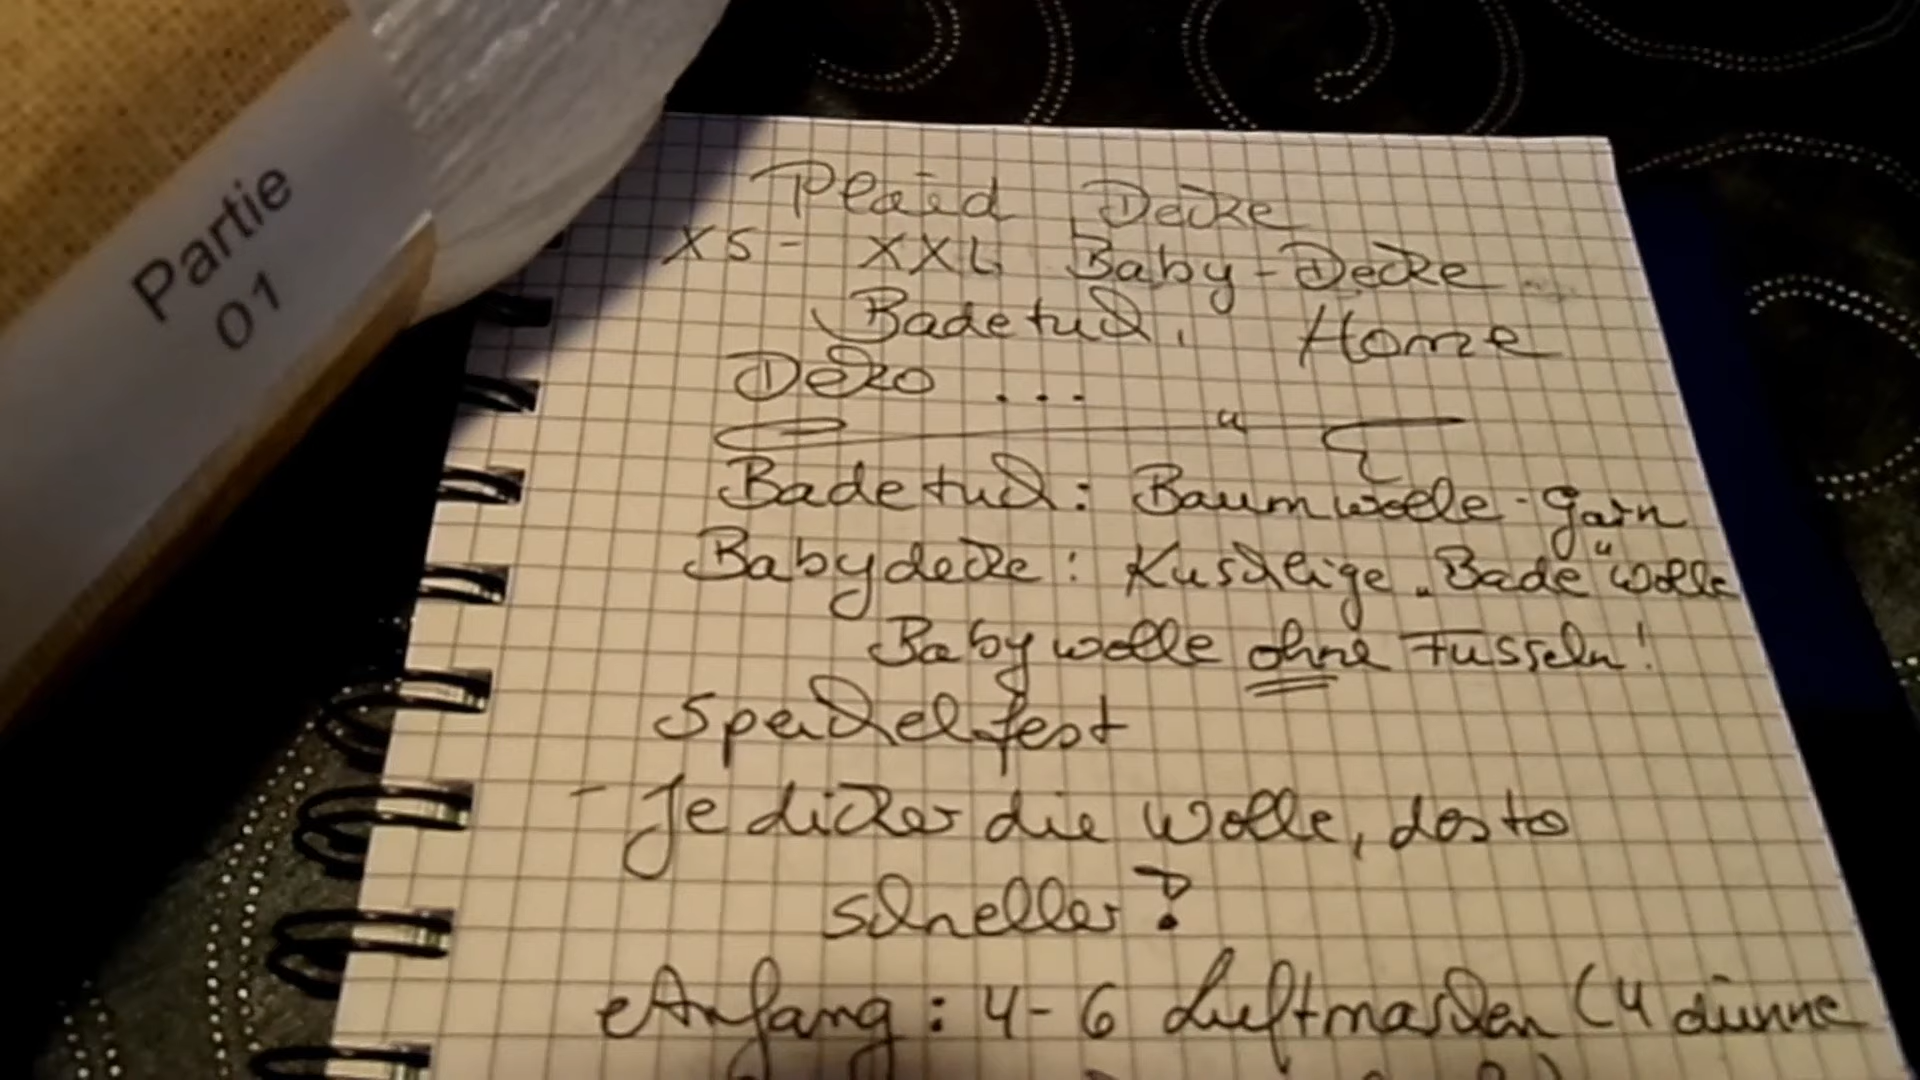 Partie
01
Plaid Decke
XS - XXL Baby-Decke
Badetuch, Home
Deko ...
Badetuch: Baumwolle-Garn
Babydecke: Kuschelige "Bade" wolle
Babywolle ohne Fusseln!
Speichelfest
- Je dicker die Wolle, desto
schneller?
Anfang: 4-6 Luftmaschen (4 dünne